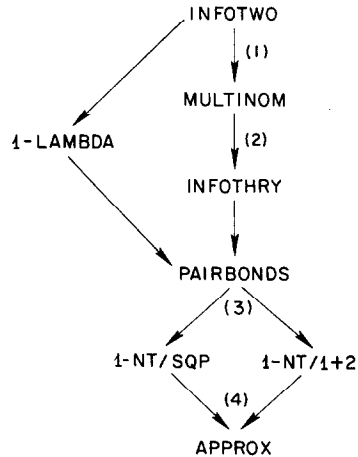 INFOTWO
(1)
MULTINOM
1-LAMBDA
(2)
INFOTHRY
PAIRBONDS
(3)
1-NT/SQP 1-NT/1+2
(4)
APPROX